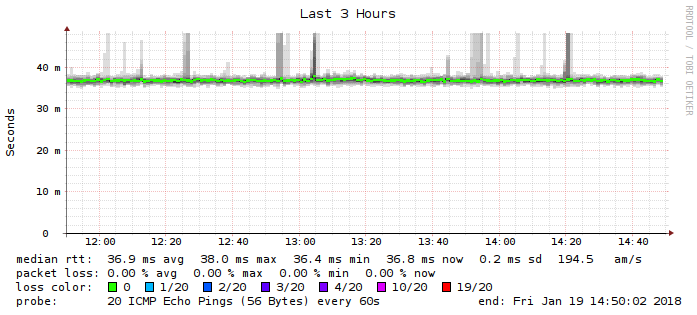 Last 3 Hours
RRDTOOL / TOBI OETIKER
Seconds
40 m
30 m
20 m
10 m
0
12:00 12:20 12:40 13:00 13:20 13:40 14:00 14:20 14:40
median rtt: 36.9 ms avg 38.0 ms max 36.4 ms min 36.8 ms now 0.2 ms sd 194.5 am/s
packet loss: 0.00 % avg 0.00 % max 0.00 % min 0.00 % now
loss color: 0 1/20 2/20 3/20 4/20 10/20 19/20
probe: 20 ICMP Echo Pings (56 Bytes) every 60s end: Fri Jan 19 14:50:02 2018